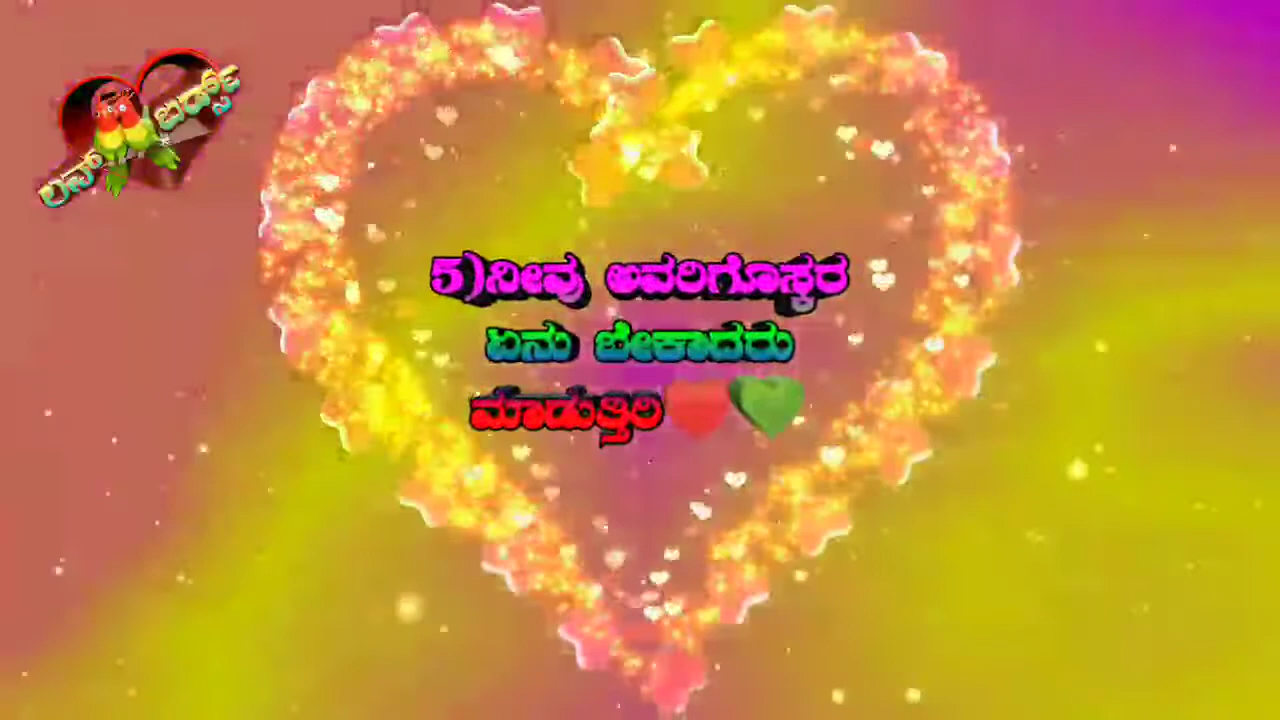 ಲವ್ ಬರ್ಡ್ಸ್
5)ನೀವು ಅವರಿಗೊಸ್ಕರ
ಏನು ಬೇಕಾದರು
ಮಾಡುತ್ತಿರಿ